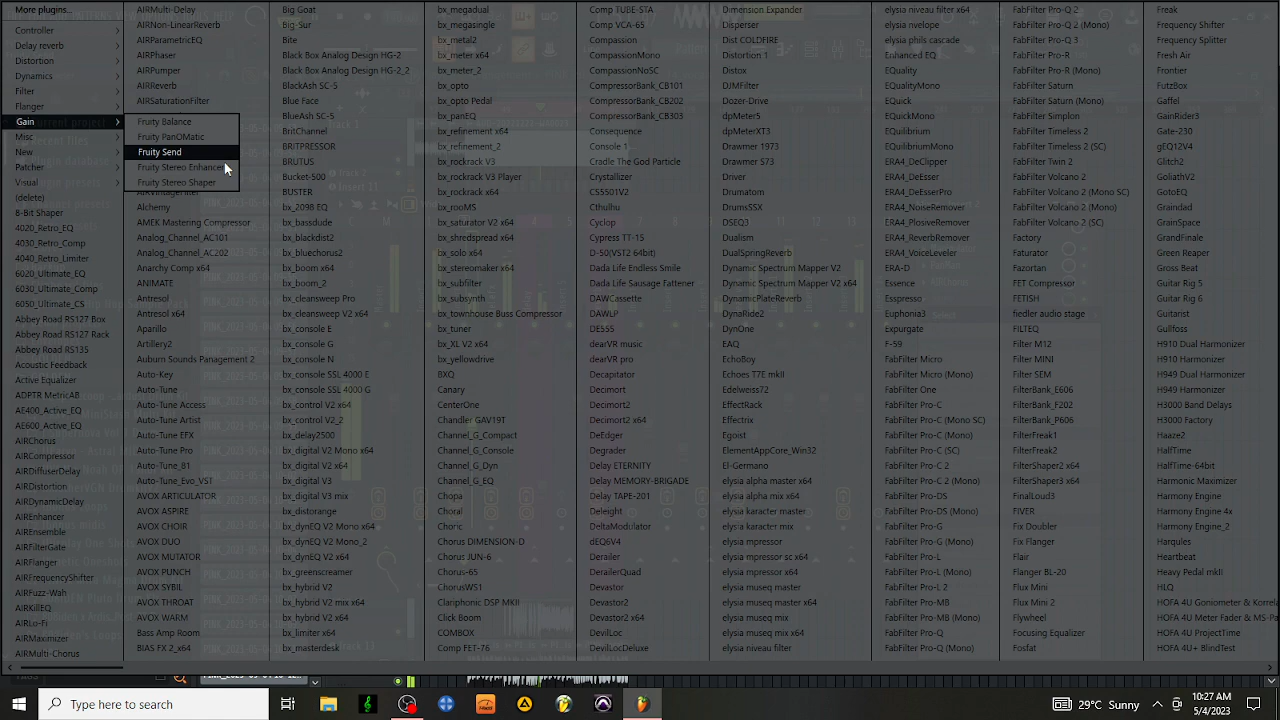 More plugins...
Controller
Delay reverb
Distortion
Dynamics
Filter
Flanger
Gain
Misc
New
Patcher
Visual
(delete)
8-Bit Shaper
4020_Retro_EQ
4030_Retro_Comp
4040_Retro_Limiter
6020_Ultimate_EQ
6030_Ultimate_Comp
6050_Ultimate_CS
Abbey Road RS127 Box
Abbey Road RS127 Rack
Abbey Road RS135
Acoustic Feedback
Active Equalizer
ADPTR MetricAB
AE400_Active_EQ
AE600_Active_EQ
AIRChorus
AIRCompressor
AIRDiffuserDelay
AIRDistortion
AIRDynamicDelay
AIREnhancer
AIREnsemble
AIRFilterGate
AIRFlanger
AIRFrequencyShifter
AIRFuzz-Wah
AIRKillEQ
AIRLo-Fi
AIRMaximizer
AIRMulti-Chorus
AIRMulti-Delay
AIRNon-LinearReverb
AIRParametricEQ
AIRPhaser
AIRPumper
AIRReverb
AIRSaturationFilter
Fruity Balance
Fruity PanOMatic
Fruity Send
Fruity Stereo Enhancer
Fruity Stereo Shaper
Alchemy
AMEK Mastering Compressor
Analog_Channel_AC101
Analog_Channel_AC202
Anarchy Comp x64
ANIMATE
Antresol
Antresol x64
Aparillo
Artillery2
Auburn Sounds Panagement 2
Auto-Key
Auto-Tune
Auto-Tune Access
Auto-Tune Artist
Auto-Tune EFX
Auto-Tune Pro
Auto-Tune_81
Auto-Tune_Evo_VST
AVOX ARTICULATOR
AVOX ASPIRE
AVOX CHOIR
AVOX DUO
AVOX MUTATOR
AVOX PUNCH
AVOX SYBIL
AVOX THROAT
AVOX WARM
Bass Amp Room
BIAS FX 2_x64
Big Goat
Big-Sur
Bite
Black Box Analog Design HG-2
Black Box Analog Design HG-2_2
BlackAsh SC-5
Blue Face
BlueAsh SC-5
BritChannel
BRITPRESSOR
BRUTUS
Bucket-500
BUSTER
bx_2098 EQ
bx_bassdude
bx_blackdist2
bx_bluechorus2
bx_boom x64
bx_boom_2
bx_cleansweep Pro
bx_cleansweep V2 x64
bx_console E
bx_console G
bx_console N
bx_console SSL 4000 E
bx_console SSL 4000 G
bx_control V2 x64
bx_control V2_2
bx_delay2500
bx_digital V2 Mono x64
bx_digital V2 x64
bx_digital V3
bx_digital V3 mix
bx_distorange
bx_dynEQ V2 Mono x64
bx_dynEQ V2 Mono_2
bx_dynEQ V2 x64
bx_greenscreamer
bx_hybrid V2
bx_hybrid V2 mix x64
bx_hybrid V2 x64
bx_limiter x64
bx_masterdesk
bx_megadual
bx_megasingle
bx_metal2
bx_meter x64
bx_meter_2
bx_opto
bx_opto Pedal
bx_panEQ
bx_refinement x64
bx_refinement_2
bx_rockrack V3
bx_rockrack V3 Player
bx_rockrack x64
bx_rooMS
bx_saturator V2 x64
bx_shredspread x64
bx_solo x64
bx_stereomaker x64
bx_subfilter
bx_subsynth
bx_townhouse Buss Compressor
bx_tuner
bx_XL V2 x64
bx_yellowdrive
BXQ
Canary
CenterOne
Chandler GAV19T
Channel_G_Compact
Channel_G_Console
Channel_G_Dyn
Channel_G_EQ
Chopa
Choral
Choric
Chorus DIMENSION-D
Chorus JUN-6
Chorus-65
ChorusWS1
Clariphonic DSP MKII
Click Boom
COMBOX
Comp FET-76
Comp TUBE-STA
Comp VCA-65
Compassion
CompassionMono
CompassionNoSC
CompressorBank_CB101
CompressorBank_CB202
CompressorBank_CB303
Consequence
Console 1
Cradle The God Particle
Crystallizer
CS5501V2
Cthulhu
Cyclop
Cypress TT-15
D-50(VST2 64bit)
Dada Life Endless Smile
Dada Life Sausage Fattener
DAWCassette
DAWLP
DE555
dearVR music
dearVR pro
Decapitator
Decimort
Decimort2
Decimort2 x64
DeEdger
Degrader
Delay ETERNITY
Delay MEMORY-BRIGADE
Delay TAPE-201
Deleight
DeltaModulator
dEQ6V4
Derailer
DerailerQuad
Devastor
Devastor2
Devastor2 x64
DevilLoc
DevilLocDeluxe
Dimension Expander
Disperser
Dist COLDFIRE
Distortion 1
Distox
DJMFilter
Dozer-Drive
dpMeter5
dpMeterXT3
Drawmer 1973
Drawmer S73
Driver
Drumatom
DrumsSSX
DSEQ3
Dualism
DualSpringReverb
Dynamic Spectrum Mapper V2
Dynamic Spectrum Mapper V2 x64
DynamicPlateReverb
DynaRide2
DynOne
EAQ
EchoBoy
Echoes T7E mkII
Edelweiss72
EffectRack
Effectrix
Egoist
ElementAppCore_Win32
El-Germano
elysia alpha master x64
elysia alpha mix x64
elysia karacter master
elysia karacter mix
elysia mpressor
elysia mpressor sc x64
elysia mpressor x64
elysia museq master
elysia museq master x64
elysia museq mix
elysia museq mix x64
elysia niveau filter
elysia niveau filter x64
elysia nvelope
elysia phils cascade
Enhanced EQ
EQuality
EQualityMono
EQuick
EQuilibrium
EQuilibrium
ERA4_DeClipper
ERA4_DeEsser
ERA4_DeEsserPro
ERA4_NoiseRemover
ERA4_PlosiveRemover
ERA4_ReverbRemover
ERA4_VoiceLeveler
ERA-D
Essence
Esspresso
Euphonia3
Expurgate
F-59
FabFilter Micro
FabFilter Micro (Mono)
FabFilter One
FabFilter Pro-C
FabFilter Pro-C (Mono SC)
FabFilter Pro-C (Mono)
FabFilter Pro-C (SC)
FabFilter Pro-C 2
FabFilter Pro-C 2 (Mono)
FabFilter Pro-DS
FabFilter Pro-DS (Mono)
FabFilter Pro-G
FabFilter Pro-G (Mono)
FabFilter Pro-L
FabFilter Pro-L (Mono)
FabFilter Pro-L 2
FabFilter Pro-MB
FabFilter Pro-MB (Mono)
FabFilter Pro-Q
FabFilter Pro-Q (Mono)
FabFilter Pro-Q 2
FabFilter Pro-Q 2 (Mono)
FabFilter Pro-Q 3
FabFilter Pro-R
FabFilter Pro-R (Mono)
FabFilter Saturn
FabFilter Saturn (Mono)
FabFilter Simplon
FabFilter Timeless 2
FabFilter Timeless 3
FabFilter Twin 2
FabFilter Volcano 2
FabFilter Volcano 2 (Mono SC)
FabFilter Volcano 2 (Mono)
FabFilter Volcano 2 (SC)
Factory
Faturator
Fazortan
FET Compressor
FETISH
fiedler audio stage
FILTEQ
Filter M12
Filter MINI
Filter SEM
FilterBank_E606
FilterBank_F202
FilterBank_P606
FilterFreak1
FilterFreak2
FilterShaper2 x64
FilterShaper3 x64
FinalLoud3
FIVER
Fix Doubler
Fix Flanger
Flair
Flanger BL-20
Flux Mini
Flux Mini 2
Flywheel
Focusing Equalizer
Fosfat
Freak
Frequency Shifter
Frequency Splitter
Fresh Air
Frontier
FutzBox
Gaffel
GainRider3
Gate-230
gEQ12V4
Glitch2
GoliathV2
GotoEQ
Graindad
GrainSpace
GrandFinale
Green Reaper
Gross Beat
Guitar Rig 5
Guitar Rig 6
Guitarist
Gullfoss
H910 Dual Harmonizer
H910 Harmonizer
H949 Dual Harmonizer
H949 Harmonizer
H3000 Band Delays
H3000 Factory
Haaze2
HalfTime
HalfTime-64bit
Harmonic Maximizer
Harmony Engine
Harmony Engine 4x
Harmony Engine_2
Harqules
Heartbeat
Heavy Pedal mkII
HLQ
HOFA 4U Goniometer & Korrela
HOFA 4U Meter Fader & MS-Pa
HOFA 4U ProjectTime
HOFA 4U+ BlindTest
Type here to search
29°C Sunny
10:27 AM
5/4/2023